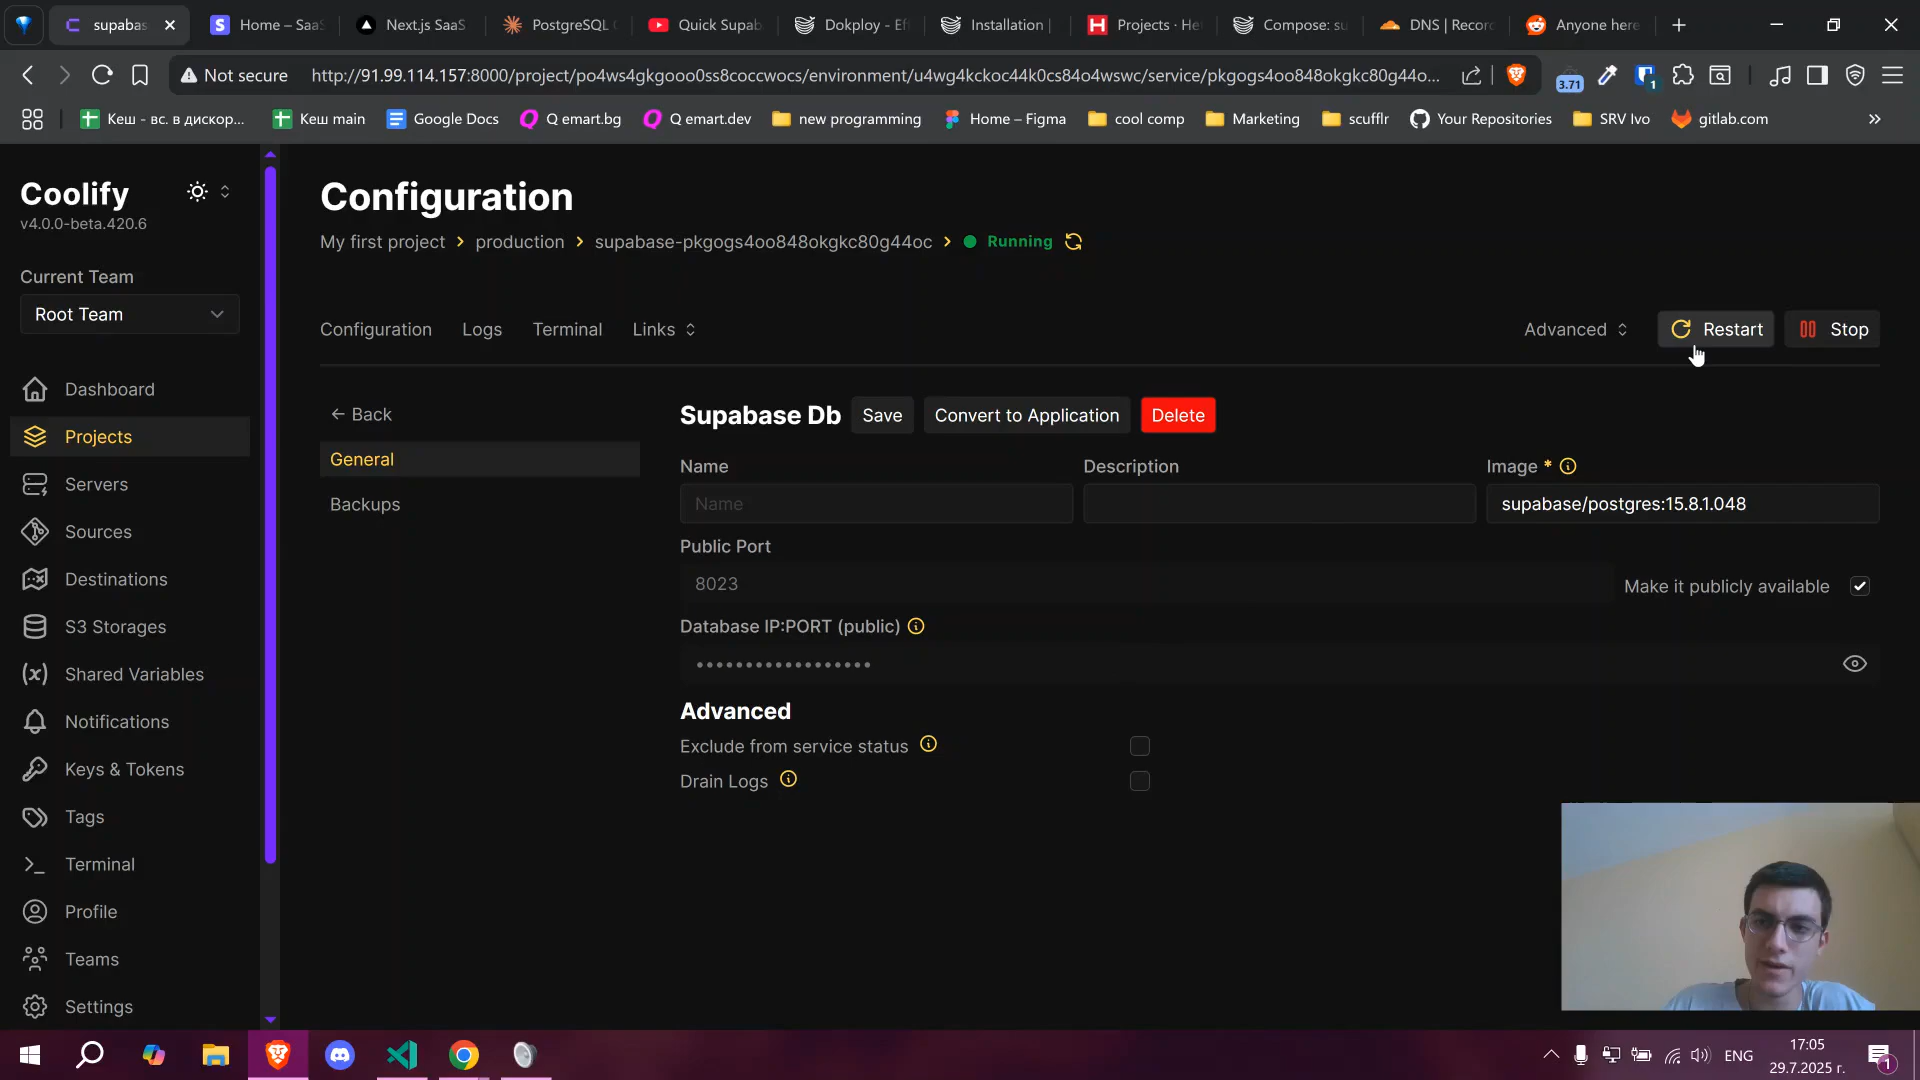 supabas
Home – SaaS
Next.js SaaS
PostgreSQL
Quick Supab
Dokploy - Ef
Installation |
Projects · He
Compose: su
DNS | Record
Anyone here
Not secure
http://91.99.114.157:8000/project/po4ws4gkgooo0ss8coccwocs/environment/u4wg4kckoc44k0cs84o4wswc/service/pkgogs4oo848okgkc80g44o...
3.71
1
Кеш - вс. в дискор...
Кеш main
Google Docs
Q emart.bg
Q emart.dev
new programming
Home – Figma
cool comp
Marketing
scufflr
Your Repositories
SRV Ivo
gitlab.com
»
Coolify
v4.0.0-beta.420.6
Current Team
Root Team
Dashboard
Projects
Servers
Sources
Destinations
S3 Storages
Shared Variables
Notifications
Keys & Tokens
Tags
Terminal
Profile
Teams
Settings
Configuration
My first project > production > supabase-pkgogs4oo848okgkc80g44oc > Running
Configuration
Logs
Terminal
Links
Advanced
Restart
Stop
← Back
General
Backups
Supabase Db
Save
Convert to Application
Delete
Name
Description
Image *
Name
supabase/postgres:15.8.1.048
Public Port
8023
Make it publicly available
Database IP:PORT (public)
••••••••••••••••••
Advanced
Exclude from service status
Drain Logs
ENG
17:05
29.7.2025 г.
1